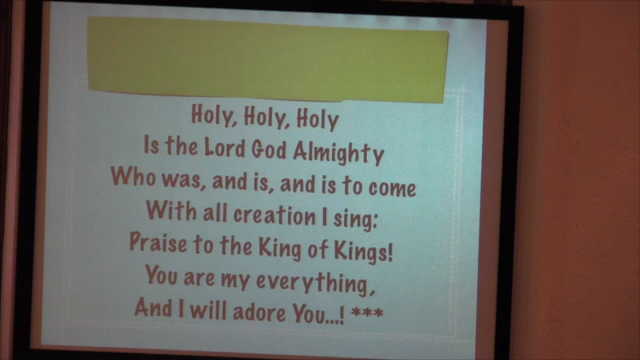 Holy, Holy, Holy
Is the Lord God Almighty
Who was, and is, and is to come
With all creation I sing:
Praise to the King of Kings!
You are my everything,
And I will adore You...! ***